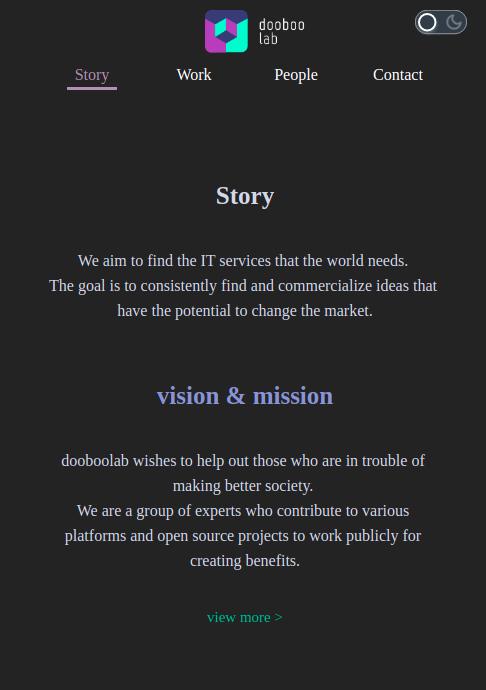 dooboo
lab
Story
Work
People
Contact
Story
We aim to find the IT services that the world needs.
The goal is to consistently find and commercialize ideas that
have the potential to change the market.
vision & mission
dooboolab wishes to help out those who are in trouble of
making better society.
We are a group of experts who contribute to various
platforms and open source projects to work publicly for
creating benefits.
view more >